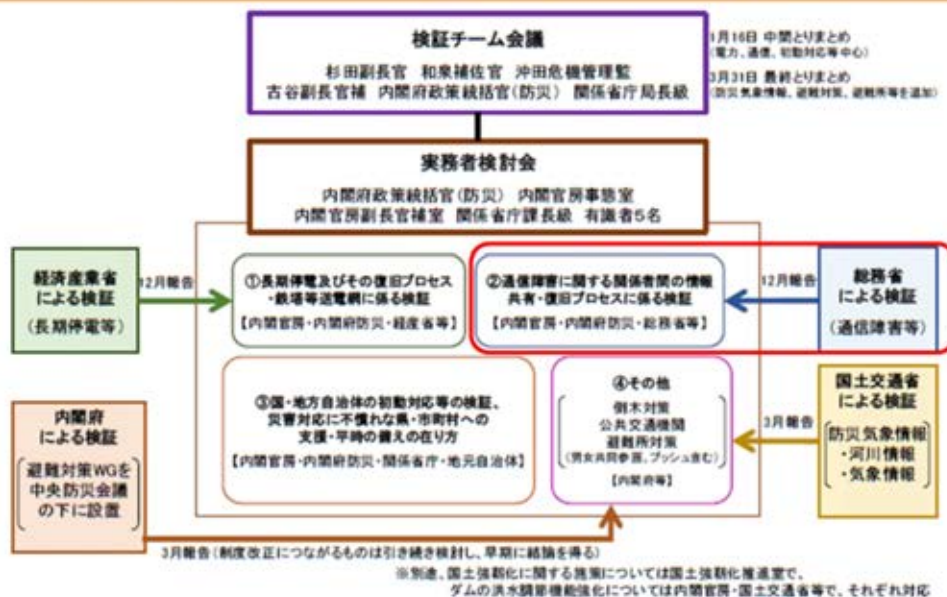 検証チーム会議
杉田副長官 和泉補佐官 沖田危機管理監
古谷副長官補 内閣府政策統括官(防災) 関係省庁局長級
1月16日 中間とりまとめ
(電力、通信、初動対応等中心)
3月31日 最終とりまとめ
(防災気象情報、避難対策、避難所等を追加)
実務者検討会
内閣府政策統括官(防災) 内閣官房事態室
内閣官房副長官補室 関係省庁課長級 有識者5名
経済産業省
による検証
(長期停電等)
12月報告
①長期停電及びその復旧プロセス
・鉄塔等送電網に係る検証
【内閣官房・内閣府防災・経産省等】
②通信障害に関する関係者間の情報
共有・復旧プロセスに係る検証
【内閣官房・内閣府防災・総務省等】
12月報告
総務省
による検証
(通信障害等)
内閣府
による検証
避難対策WGを
中央防災会議
の下に設置
③国・地方自治体の初動対応等の検証、
災害対応に不慣れな県・市町村への
支援・平時の備えの在り方
【内閣官房・内閣府防災・関係省庁・地元自治体】
④その他
倒木対策
公共交通機関
避難所対策
(男女共同参画、プッシュ含む)
【内閣府等】
3月報告
国土交通省
による検証
防災気象情報
・河川情報
・気象情報
3月報告(制度改正につながるものは引き続き検討し、早期に結論を得る)
※別途、国土強靱化に関する施策については国土強靱化推進室で、
ダムの洪水調節機能強化については内閣官房・国土交通省等で、それぞれ対応